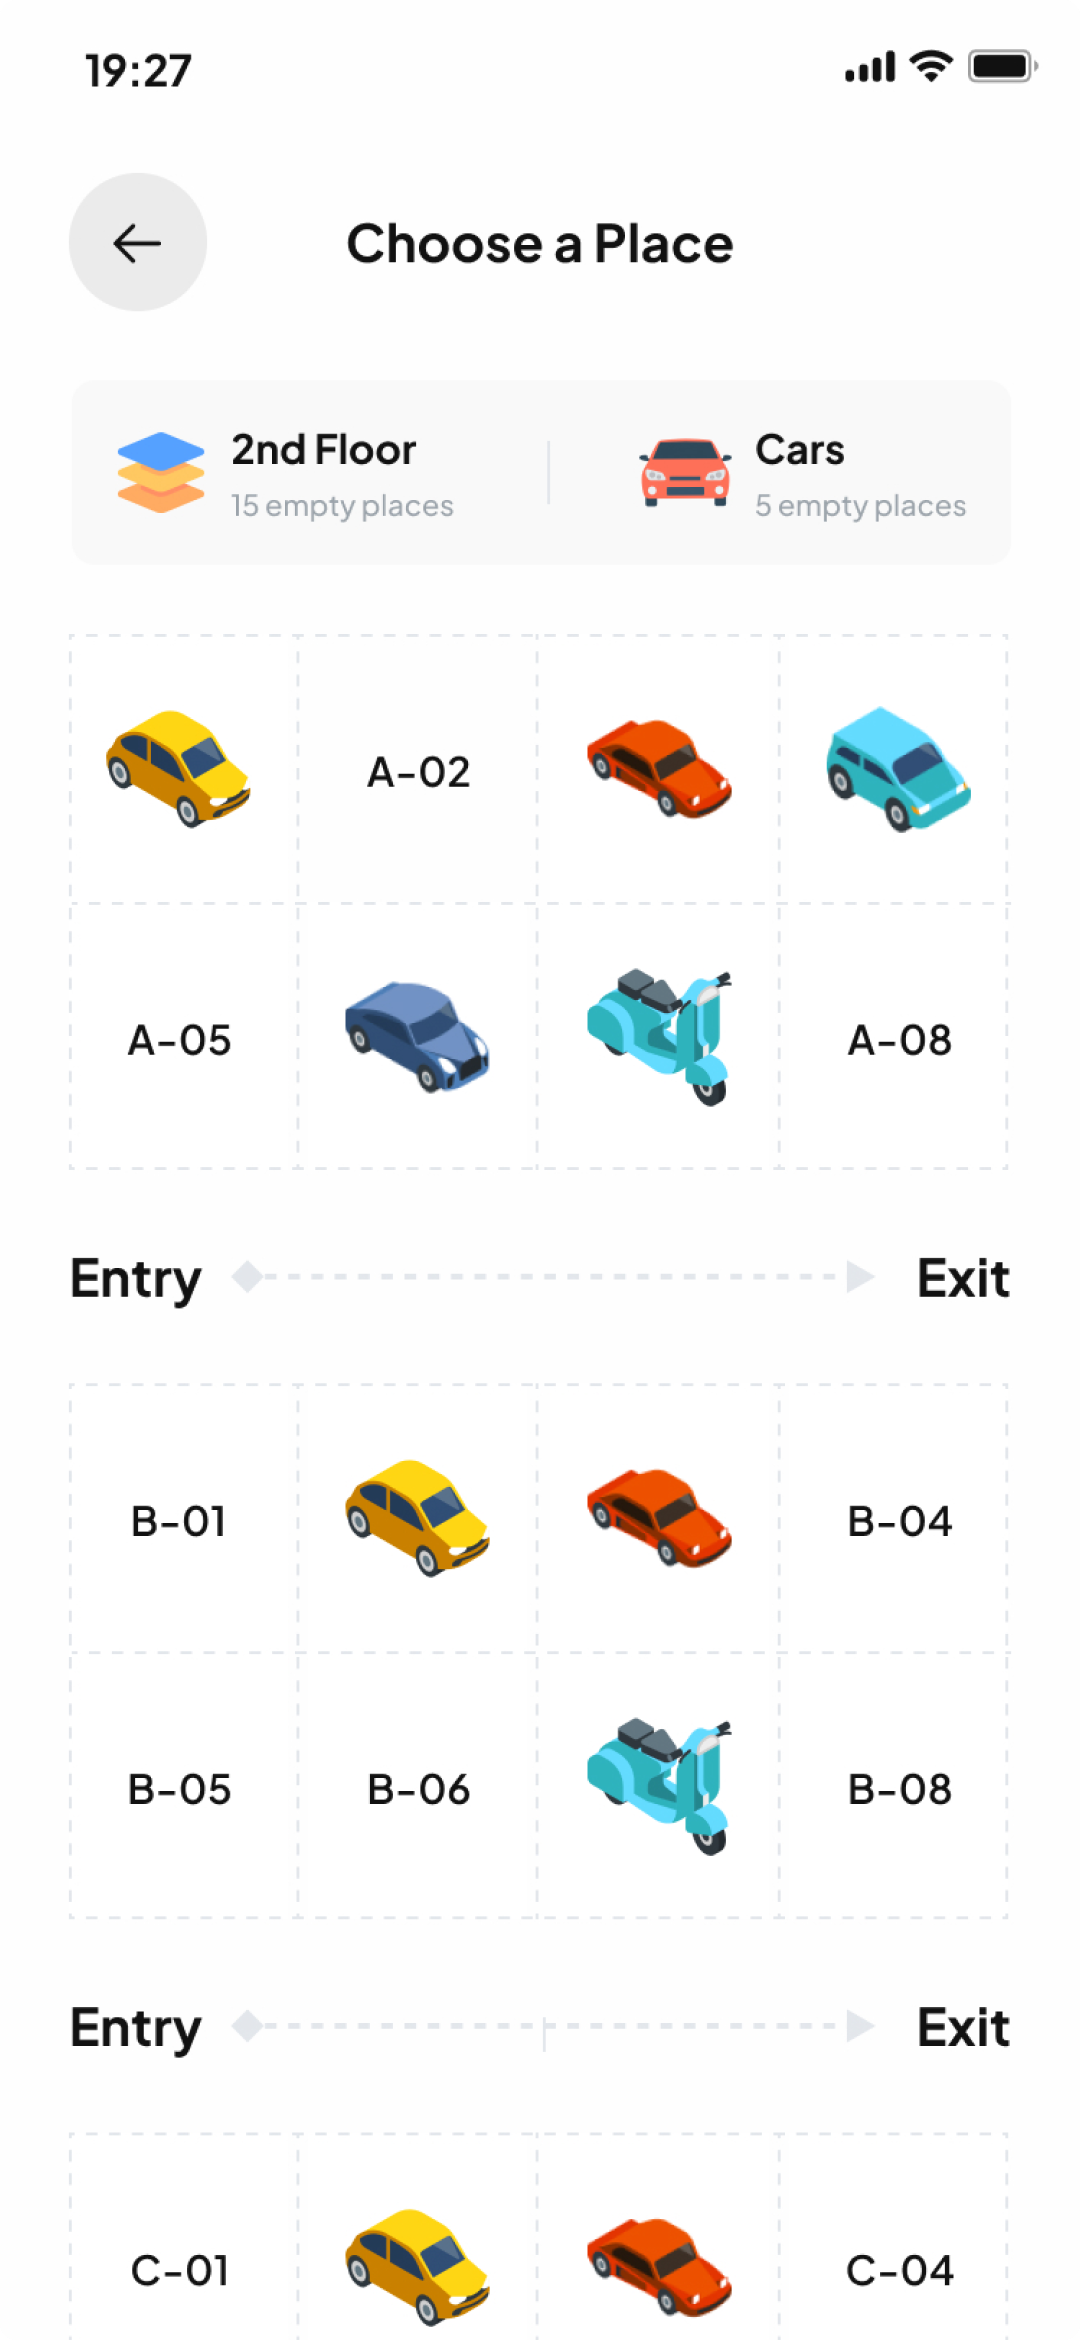 19:27
Choose a Place
2nd Floor
15 empty places
Cars
5 empty places
A-02
A-05
A-08
Entry
Exit
B-01
B-04
B-05
B-06
B-08
Entry
Exit
C-01
C-04